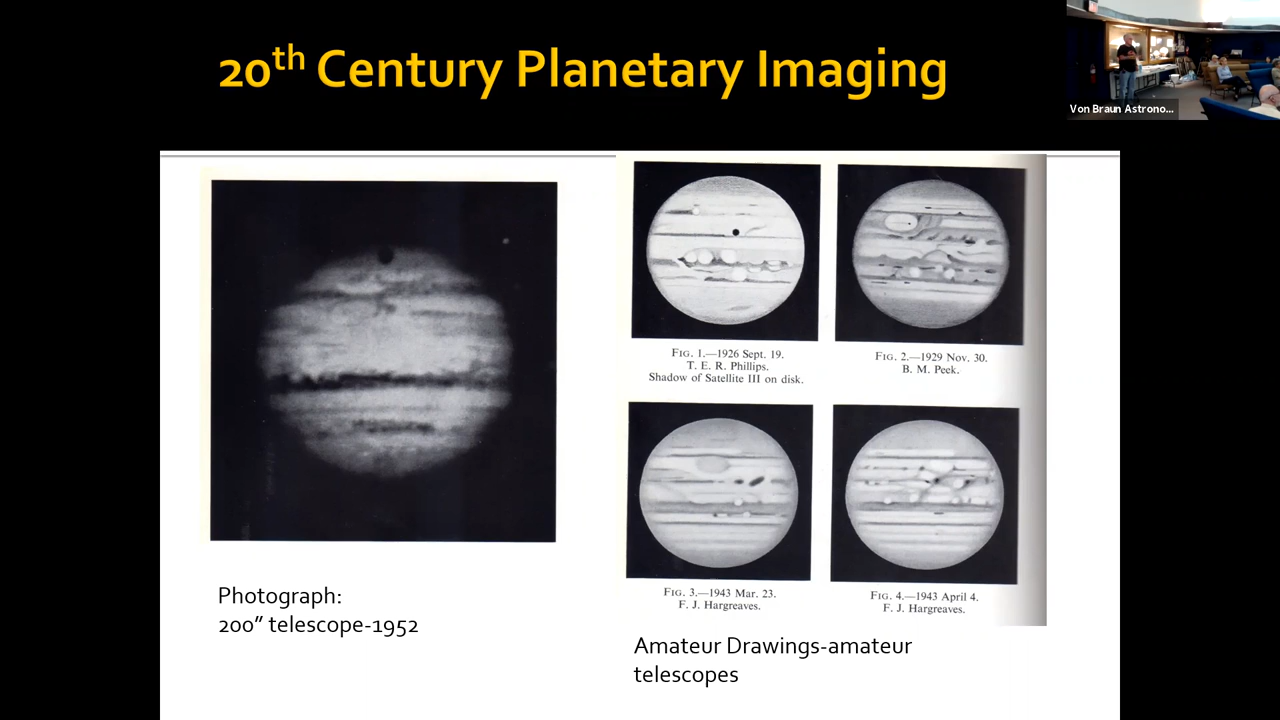 20th Century Planetary Imaging
Von Braun Astrono...
FIG. 1.—1926 Sept. 19.
T. E. R. Phillips.
Shadow of Satellite III on disk.
FIG. 2.—1929 Nov. 30.
B. M. Peek.
FIG. 3.—1943 Mar. 23.
F. J. Hargreaves.
FIG. 4.—1943 April 4.
F. J. Hargreaves.
Photograph:
200″ telescope-1952
Amateur Drawings-amateur
telescopes